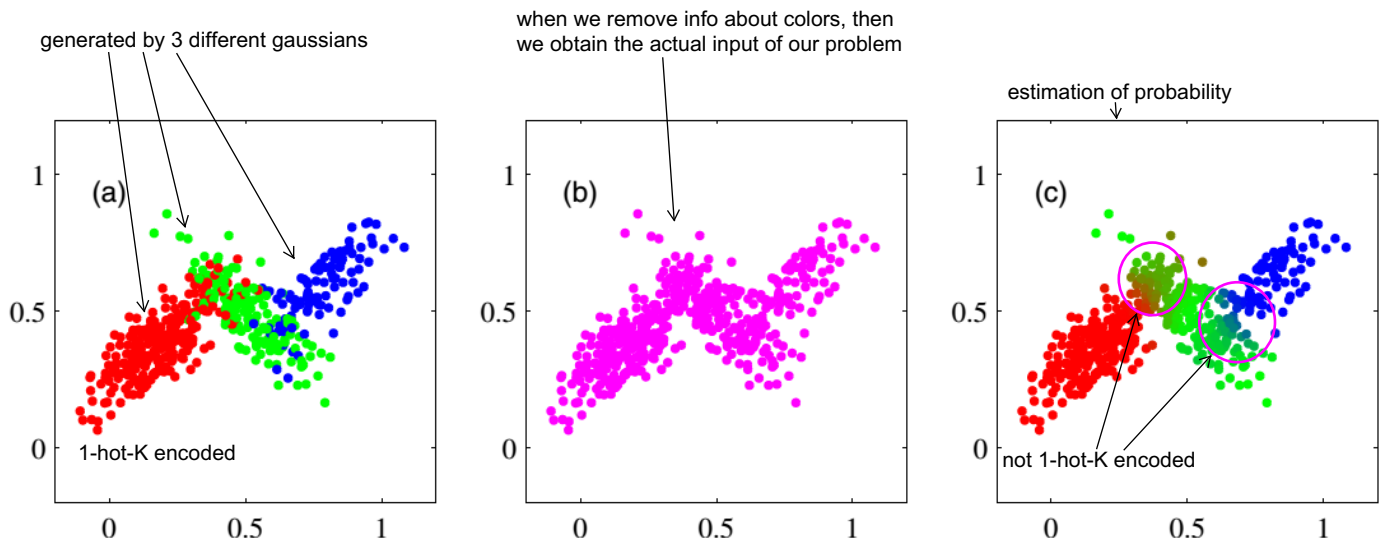 when we remove info about colors, then
we obtain the actual input of our problem
generated by 3 different gaussians
estimation of probability
(a)
1
0.5
0
1-hot-K encoded
0 0.5 1
(b)
1
0.5
0
0 0.5 1
(c)
1
0.5
0
not 1-hot-K encoded
0 0.5 1